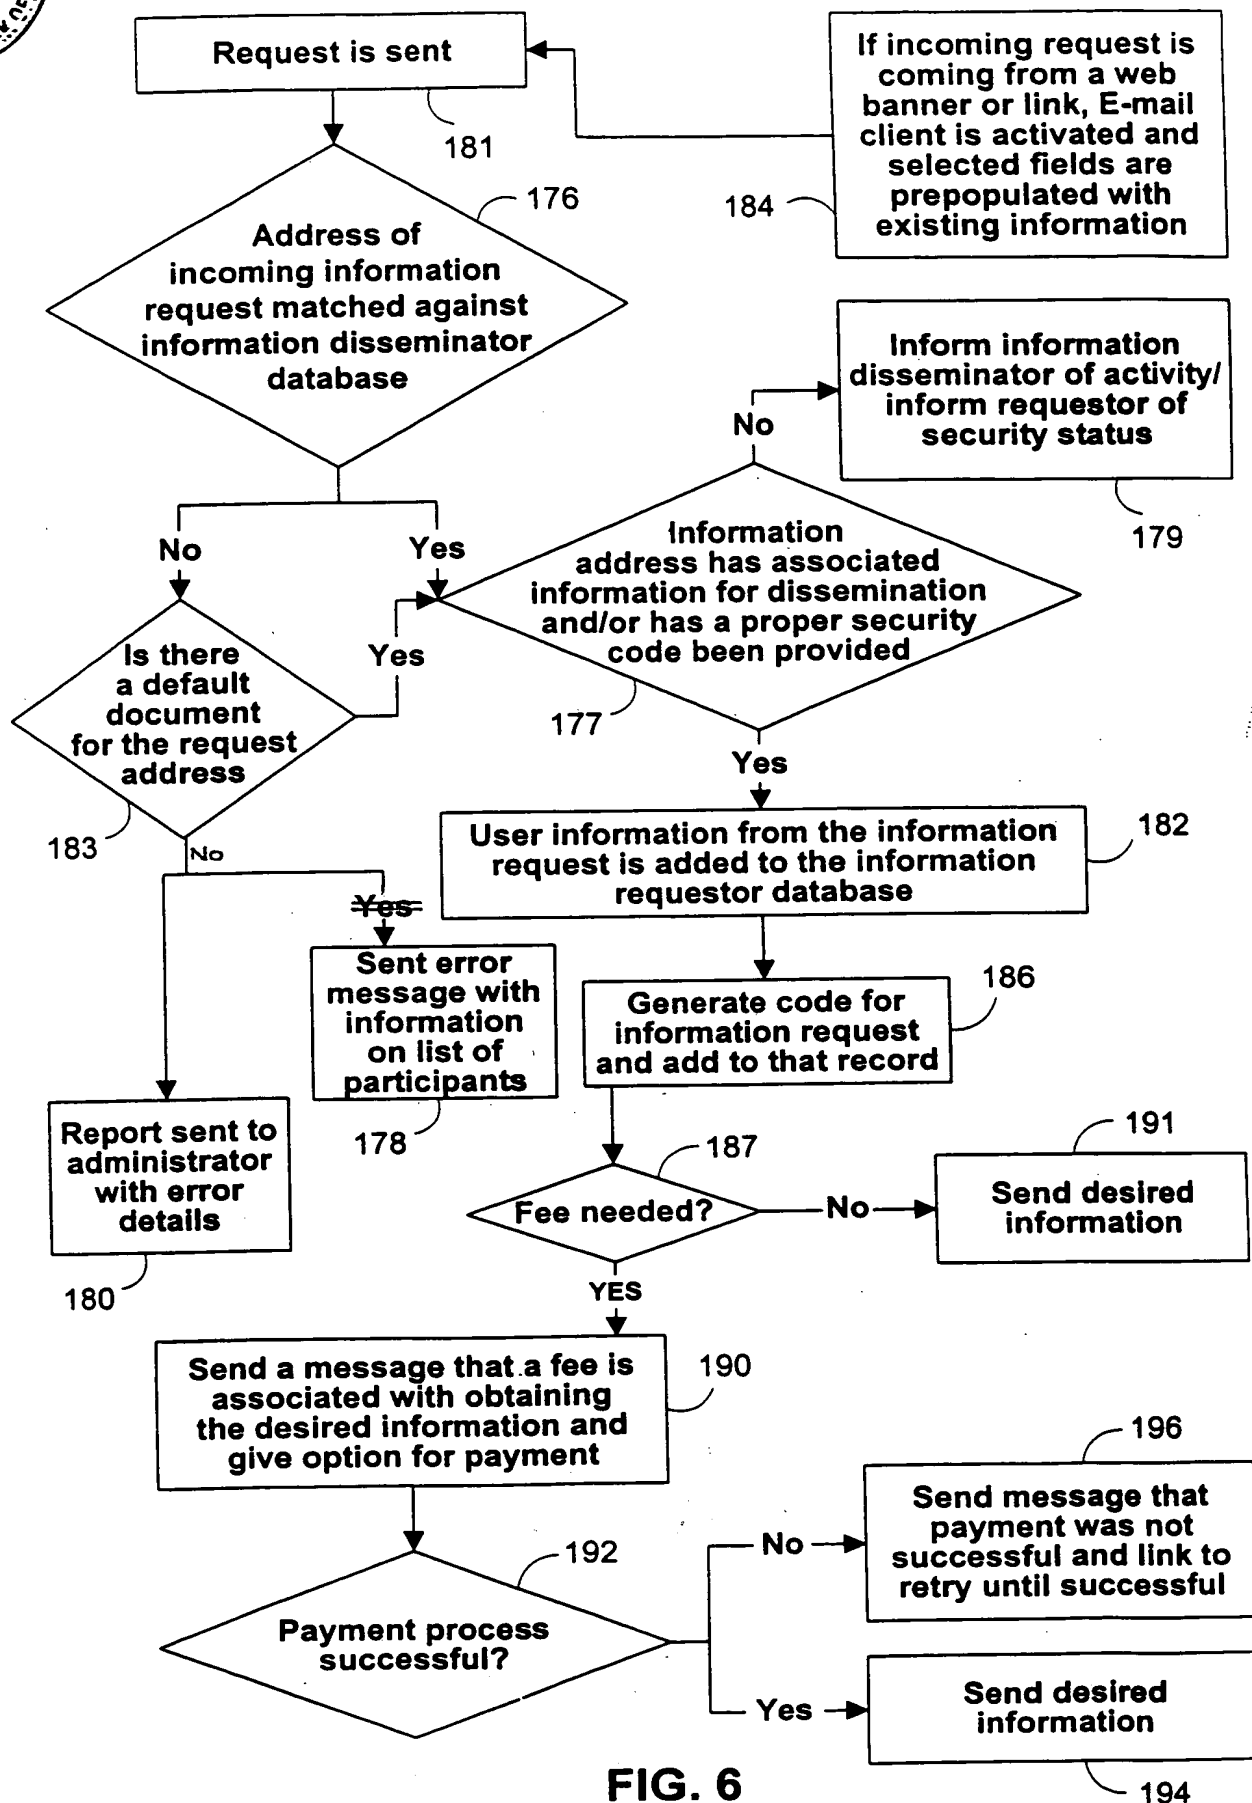 Request is sent
181
If incoming request is
coming from a web
banner or link, E-mail
client is activated and
selected fields are
prepopulated with
existing information
184
176
Address of
incoming information
request matched against
information disseminator
database
Inform information
disseminator of activity/
inform requestor of
security status
179
No
No
Yes
Information
address has associated
information for dissemination
and/or has a proper security
code been provided
177
Is there
a default
document
for the request
address
183
Yes
Yes
No
Yes
User information from the information
request is added to the information
requestor database
182
Sent error
message with
information
on list of
participants
178
Generate code for
information request
and add to that record
186
Report sent to
administrator
with error
details
180
187
Fee needed?
No
191
Send desired
information
YES
Send a message that a fee is
associated with obtaining
the desired information and
give option for payment
190
196
Send message that
payment was not
successful and link to
retry until successful
192
Payment process
successful?
No
Yes
Send desired
information
194
FIG. 6